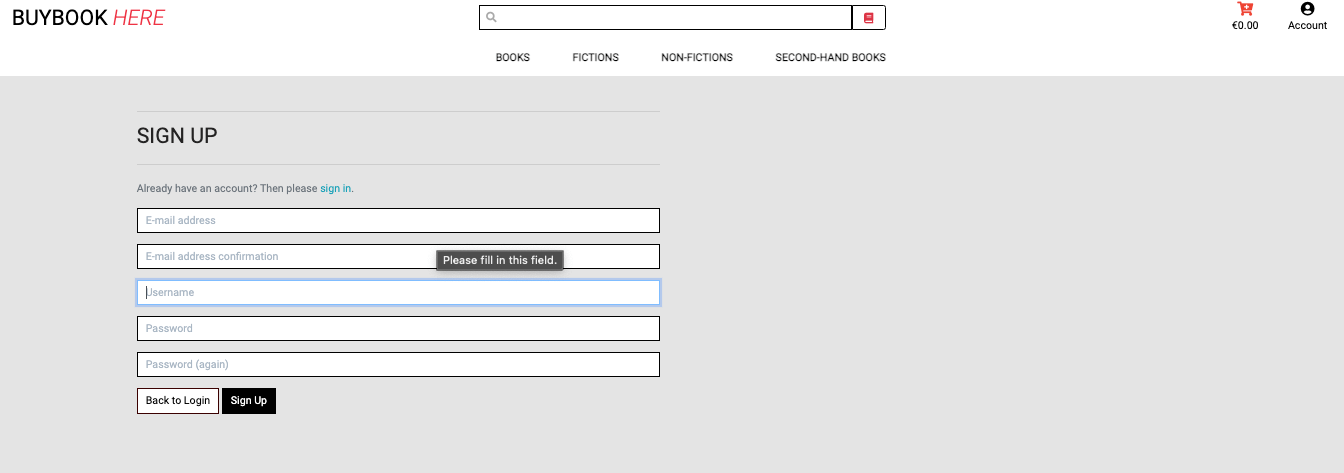 BUYBOOK HERE
€0.00
Account
BOOKS FICTIONS NON-FICTIONS SECOND-HAND BOOKS
SIGN UP
Already have an account? Then please sign in.
E-mail address
E-mail address confirmation
Please fill in this field.
Username
Password
Password (again)
Back to Login Sign Up